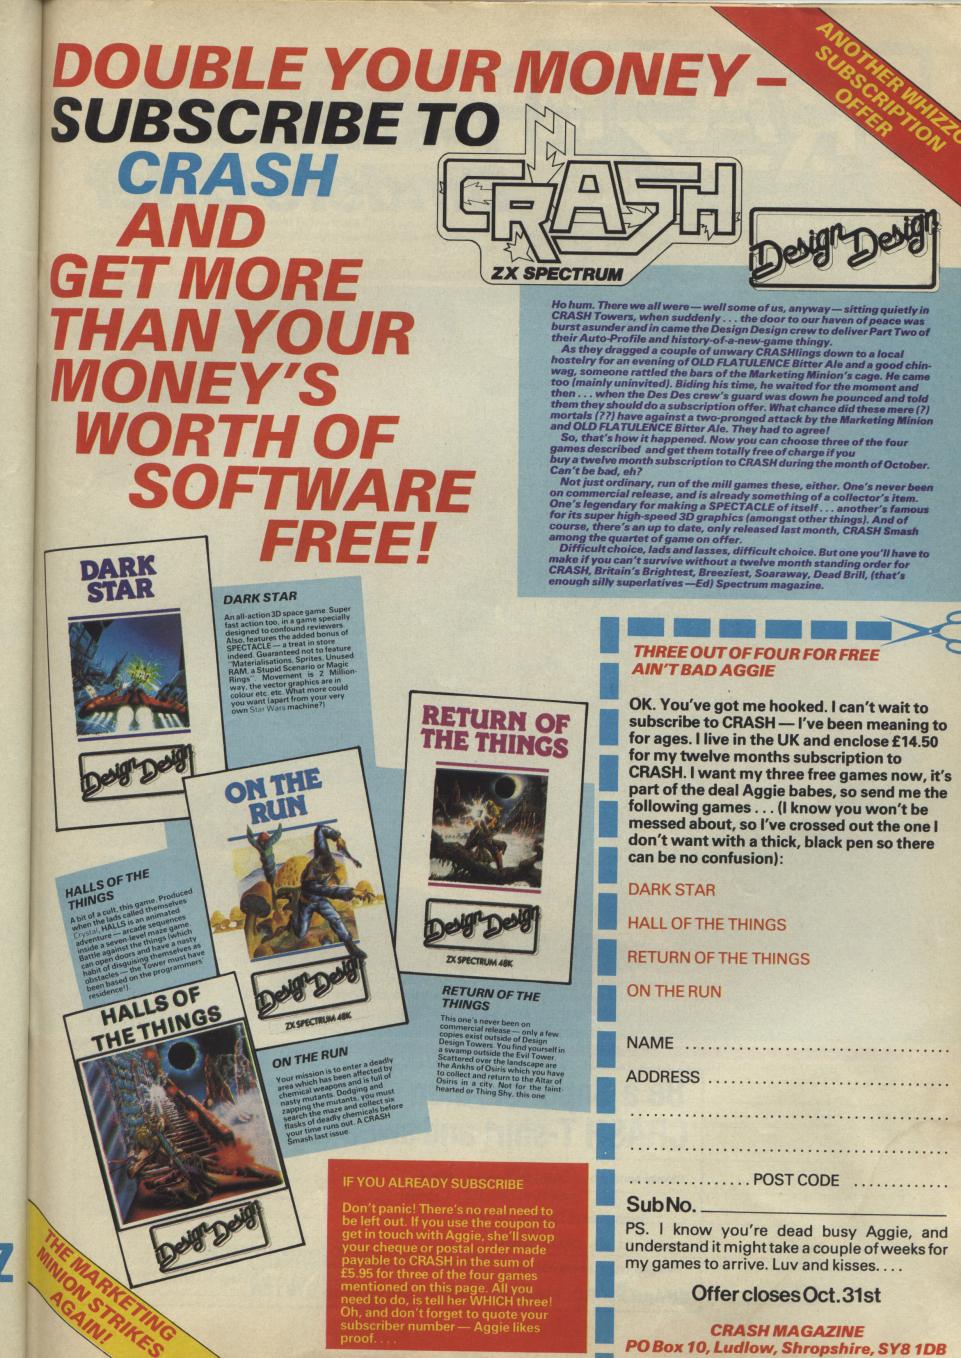 DOUBLE YOUR MONEY –
SUBSCRIBE TO
CRASH
AND
GET MORE
THAN YOUR
MONEY'S
WORTH OF
SOFTWARE
FREE!
ANOTHER WHIZZO
SUBSCRIPTION
OFFER
CRASH
ZX SPECTRUM
Design Design
Ho hum. There we all were — well some of us, anyway — sitting quietly in
CRASH Towers, when suddenly . . . the door to our haven of peace was
burst asunder and in came the Design Design crew to deliver Part Two of
their Auto-Profile and history-of-a-new-game thingy.
As they dragged a couple of unwary CRASHlings down to a local
hostelry for an evening of OLD FLATULENCE Bitter Ale and a good chin-
wag, someone rattled the bars of the Marketing Minion's cage. He came
too (mainly uninvited). Biding his time, he waited for the moment and
then . . . when the Des Des crew's guard was down he pounced and told
them they should do a subscription offer. What chance did these mere (?)
mortals (??) have against a two-pronged attack by the Marketing Minion
and OLD FLATULENCE Bitter Ale. They had to agree!
So, that's how it happened. Now you can choose three of the four
games described and get them totally free of charge if you
buy a twelve month subscription to CRASH during the month of October.
Can't be bad, eh?
Not just ordinary, run of the mill games these, either. One's never been
on commercial release, and is already something of a collector's item.
One's legendary for making a SPECTACLE of itself . . . another's famous
for its super high-speed 3D graphics (amongst other things). And of
course, there's an up to date, only released last month, CRASH Smash
among the quartet of game on offer.
Difficult choice, lads and lasses, difficult choice. But one you'll have to
make if you can't survive without a twelve month standing order for
CRASH, Britain's Brightest, Breeziest, Soaraway, Dead Brill, (that's
enough silly superlatives —Ed) Spectrum magazine.
DARK
STAR
Design Design
DARK STAR
An all-action 3D space game. Super
fast action too, in a game specially
designed to confound reviewers.
Also, features the added bonus of
SPECTACLE — a treat in store
indeed. Guaranteed not to feature
"Materialisations, Sprites, Unused
RAM, a Stupid Scenario or Magic
Rings". Movement is 2 Million-
way, the vector graphics are in
colour etc. etc. What more could
you want (apart from your very
own Star Wars machine?)
ON THE
RUN
Design Design
ZX SPECTRUM 48K
RETURN OF
THE THINGS
Design Design
ZX SPECTRUM 48K
HALLS OF THE
THINGS
A bit of a cult, this game. Produced
when the lads called themselves
Crystal, HALLS is an animated
adventure — arcade sequences
inside a seven-level maze game.
Battle against the things (which
can open doors and have a nasty
habit of disguising themselves as
obstacles — the Tower must have
been based on the programmers'
residence!).
HALLS OF
THE THINGS
Design Design
ON THE RUN
Your mission is to enter a deadly
area which has been affected by
chemical weapons and is full of
nasty mutants. Dodging and
zapping the mutants, you must
search the maze and collect six
flasks of deadly chemicals before
your time runs out. A CRASH
Smash last issue
RETURN OF THE
THINGS
This one's never been on
commercial release — only a few
copies exist outside of Design
Design Towers. You find yourself in
a swamp outside the Evil Tower.
Scattered over the landscape are
the Ankhs of Osiris which you have
to collect and return to the Altar of
Osiris in a city. Not for the faint-
hearted or Thing Shy, this one
THE MARKETING
MINION STRIKES
AGAIN!
IF YOU ALREADY SUBSCRIBE
Don't panic! There's no real need to
be left out. If you use the coupon to
get in touch with Aggie, she'll swop
your cheque or postal order made
payable to CRASH in the sum of
£5.95 for three of the four games
mentioned on this page. All you
need to do, is tell her WHICH three!
Oh, and don't forget to quote your
subscriber number — Aggie likes
proof. . . .
THREE OUT OF FOUR FOR FREE
AIN'T BAD AGGIE
OK. You've got me hooked. I can't wait to
subscribe to CRASH — I've been meaning to
for ages. I live in the UK and enclose £14.50
for my twelve months subscription to
CRASH. I want my three free games now, it's
part of the deal Aggie babes, so send me the
following games . . . (I know you won't be
messed about, so I've crossed out the one I
don't want with a thick, black pen so there
can be no confusion):
DARK STAR
HALL OF THE THINGS
RETURN OF THE THINGS
ON THE RUN
NAME
ADDRESS
POST CODE
Sub No.
PS. I know you're dead busy Aggie, and
understand it might take a couple of weeks for
my games to arrive. Luv and kisses. . . .
Offer closes Oct. 31st
CRASH MAGAZINE
PO Box 10, Ludlow, Shropshire, SY8 1DB